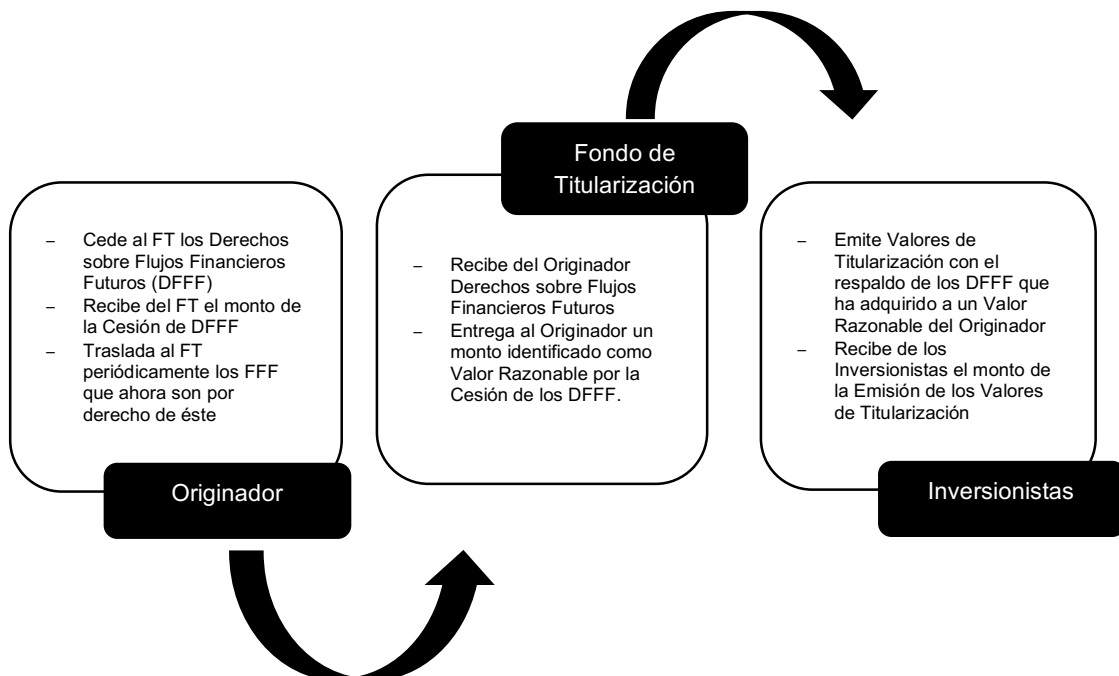 – Cede al FT los Derechos
sobre Flujos Financieros
Futuros (DFFF)
– Recibe del FT el monto de
la Cesión de DFFF
– Traslada al FT
periódicamente los FFF
que ahora son por
derecho de éste
Originador
Fondo de
Titularización
– Recibe del Originador
Derechos sobre Flujos
Financieros Futuros
– Entrega al Originador un
monto identificado como
Valor Razonable por la
Cesión de los DFFF.
– Emite Valores de
Titularización con el
respaldo de los DFFF que
ha adquirido a un Valor
Razonable del Originador
– Recibe de los
Inversionistas el monto de
la Emisión de los Valores
de Titularización
Inversionistas